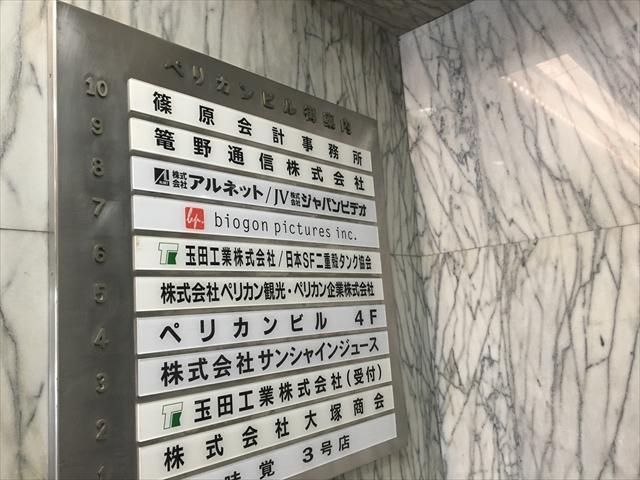 ペリカンビル御案内
10 篠原会計事務所
9 篭野通信株式会社
8 株式会社アルネット/JV株式会社ジャパンビデオ
7 bp. biogon pictures inc.
6 玉田工業株式会社/日本SF二重殻タンク協会
5 株式会社ペリカン観光・ペリカン企業株式会社
4 ペリカンビル 4F
3 株式会社サンシャインジュース
玉田工業株式会社(受付)
2 株式会社大塚商会
1 時覚 3号店